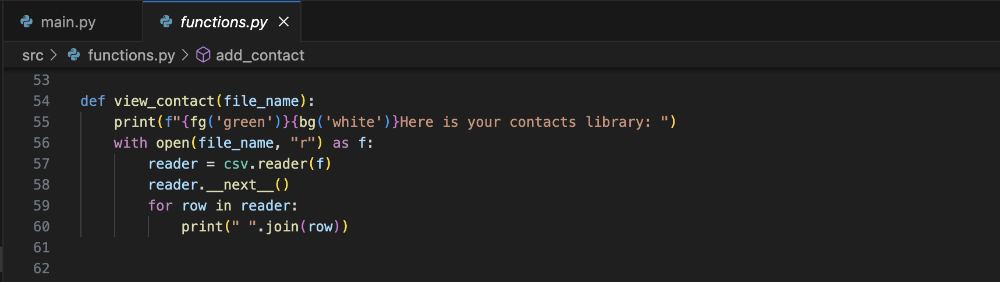 main.py functions.py
src > functions.py > add_contact
53
54 def view_contact(file_name):
55     print(f"{fg('green')}{bg('white')}Here is your contacts library: ")
56     with open(file_name, "r") as f:
57         reader = csv.reader(f)
58         reader.__next__()
59         for row in reader:
60             print(" ".join(row))
61
62